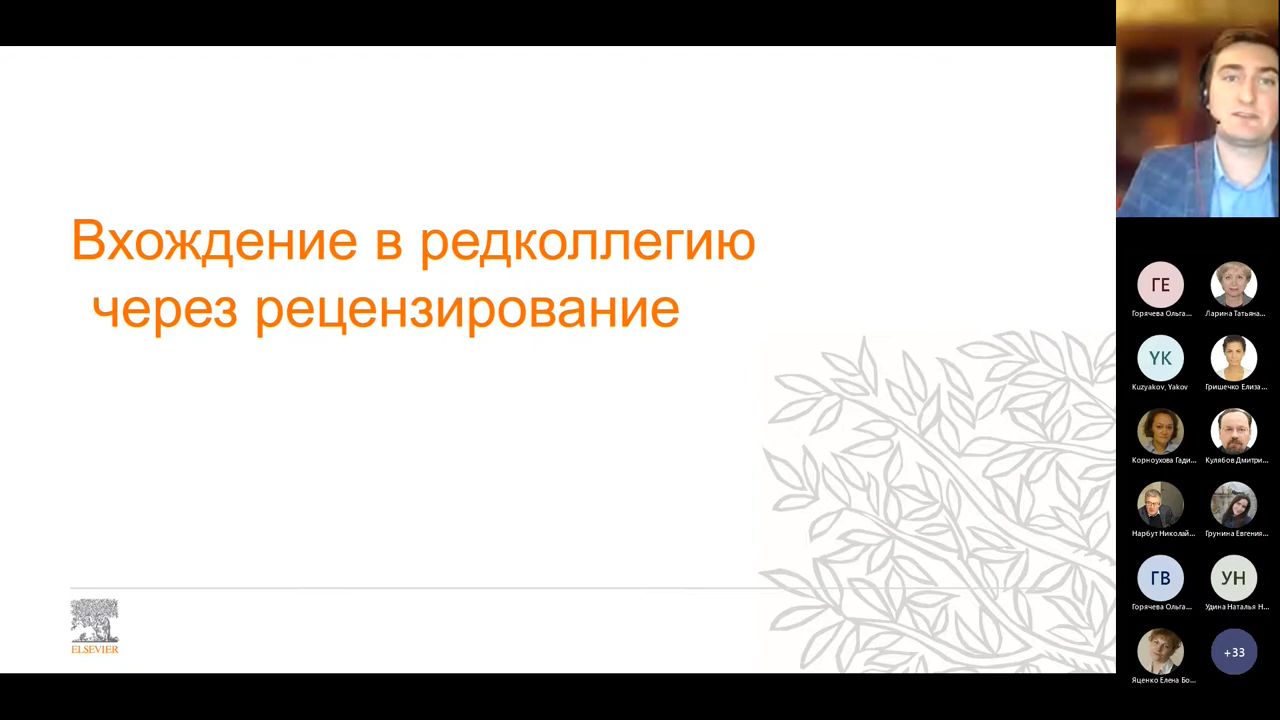 Вхождение в редколлегию
через рецензирование
ELSEVIER
ГЕ
Горячева Ольга...
Ларина Татьяна...
YK
Kuzyakov, Yakov
Гришечко Елиза...
Корноухова Гади...
Кулябов Дмитри...
Нарбут Николай...
Грунина Евгения...
ГВ
Горячева Ольга...
УН
Удина Наталья Н...
Яценко Елена Бо...
+33